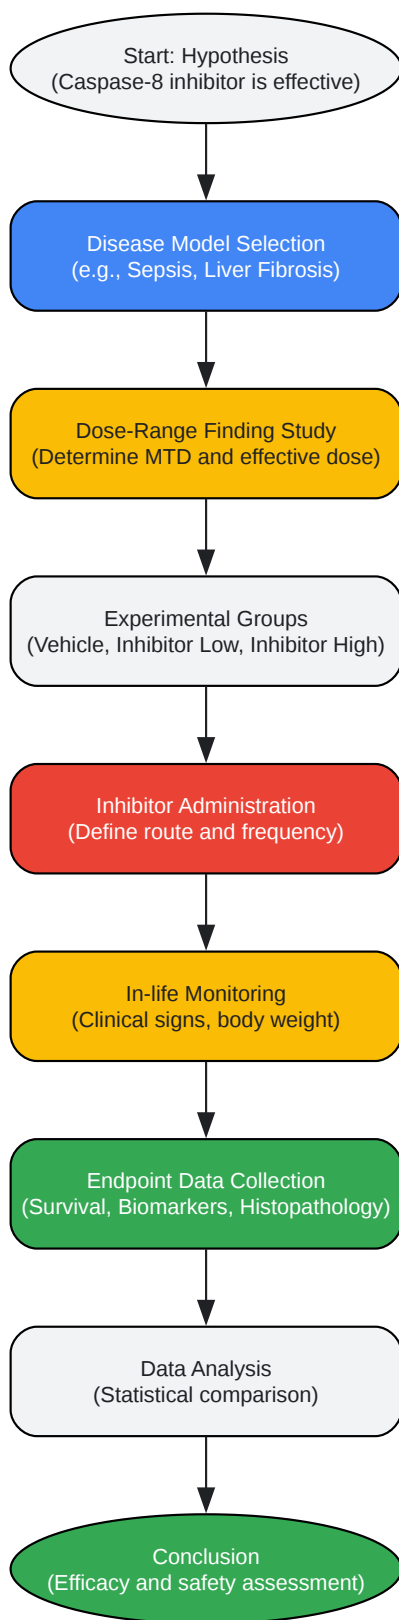 Start: Hypothesis
(Caspase-8 inhibitor is effective)
Disease Model Selection
(e.g., Sepsis, Liver Fibrosis)
Dose-Range Finding Study
(Determine MTD and effective dose)
Experimental Groups
(Vehicle, Inhibitor Low, Inhibitor High)
Inhibitor Administration
(Define route and frequency)
In-life Monitoring
(Clinical signs, body weight)
Endpoint Data Collection
(Survival, Biomarkers, Histopathology)
Data Analysis
(Statistical comparison)
Conclusion
(Efficacy and safety assessment)